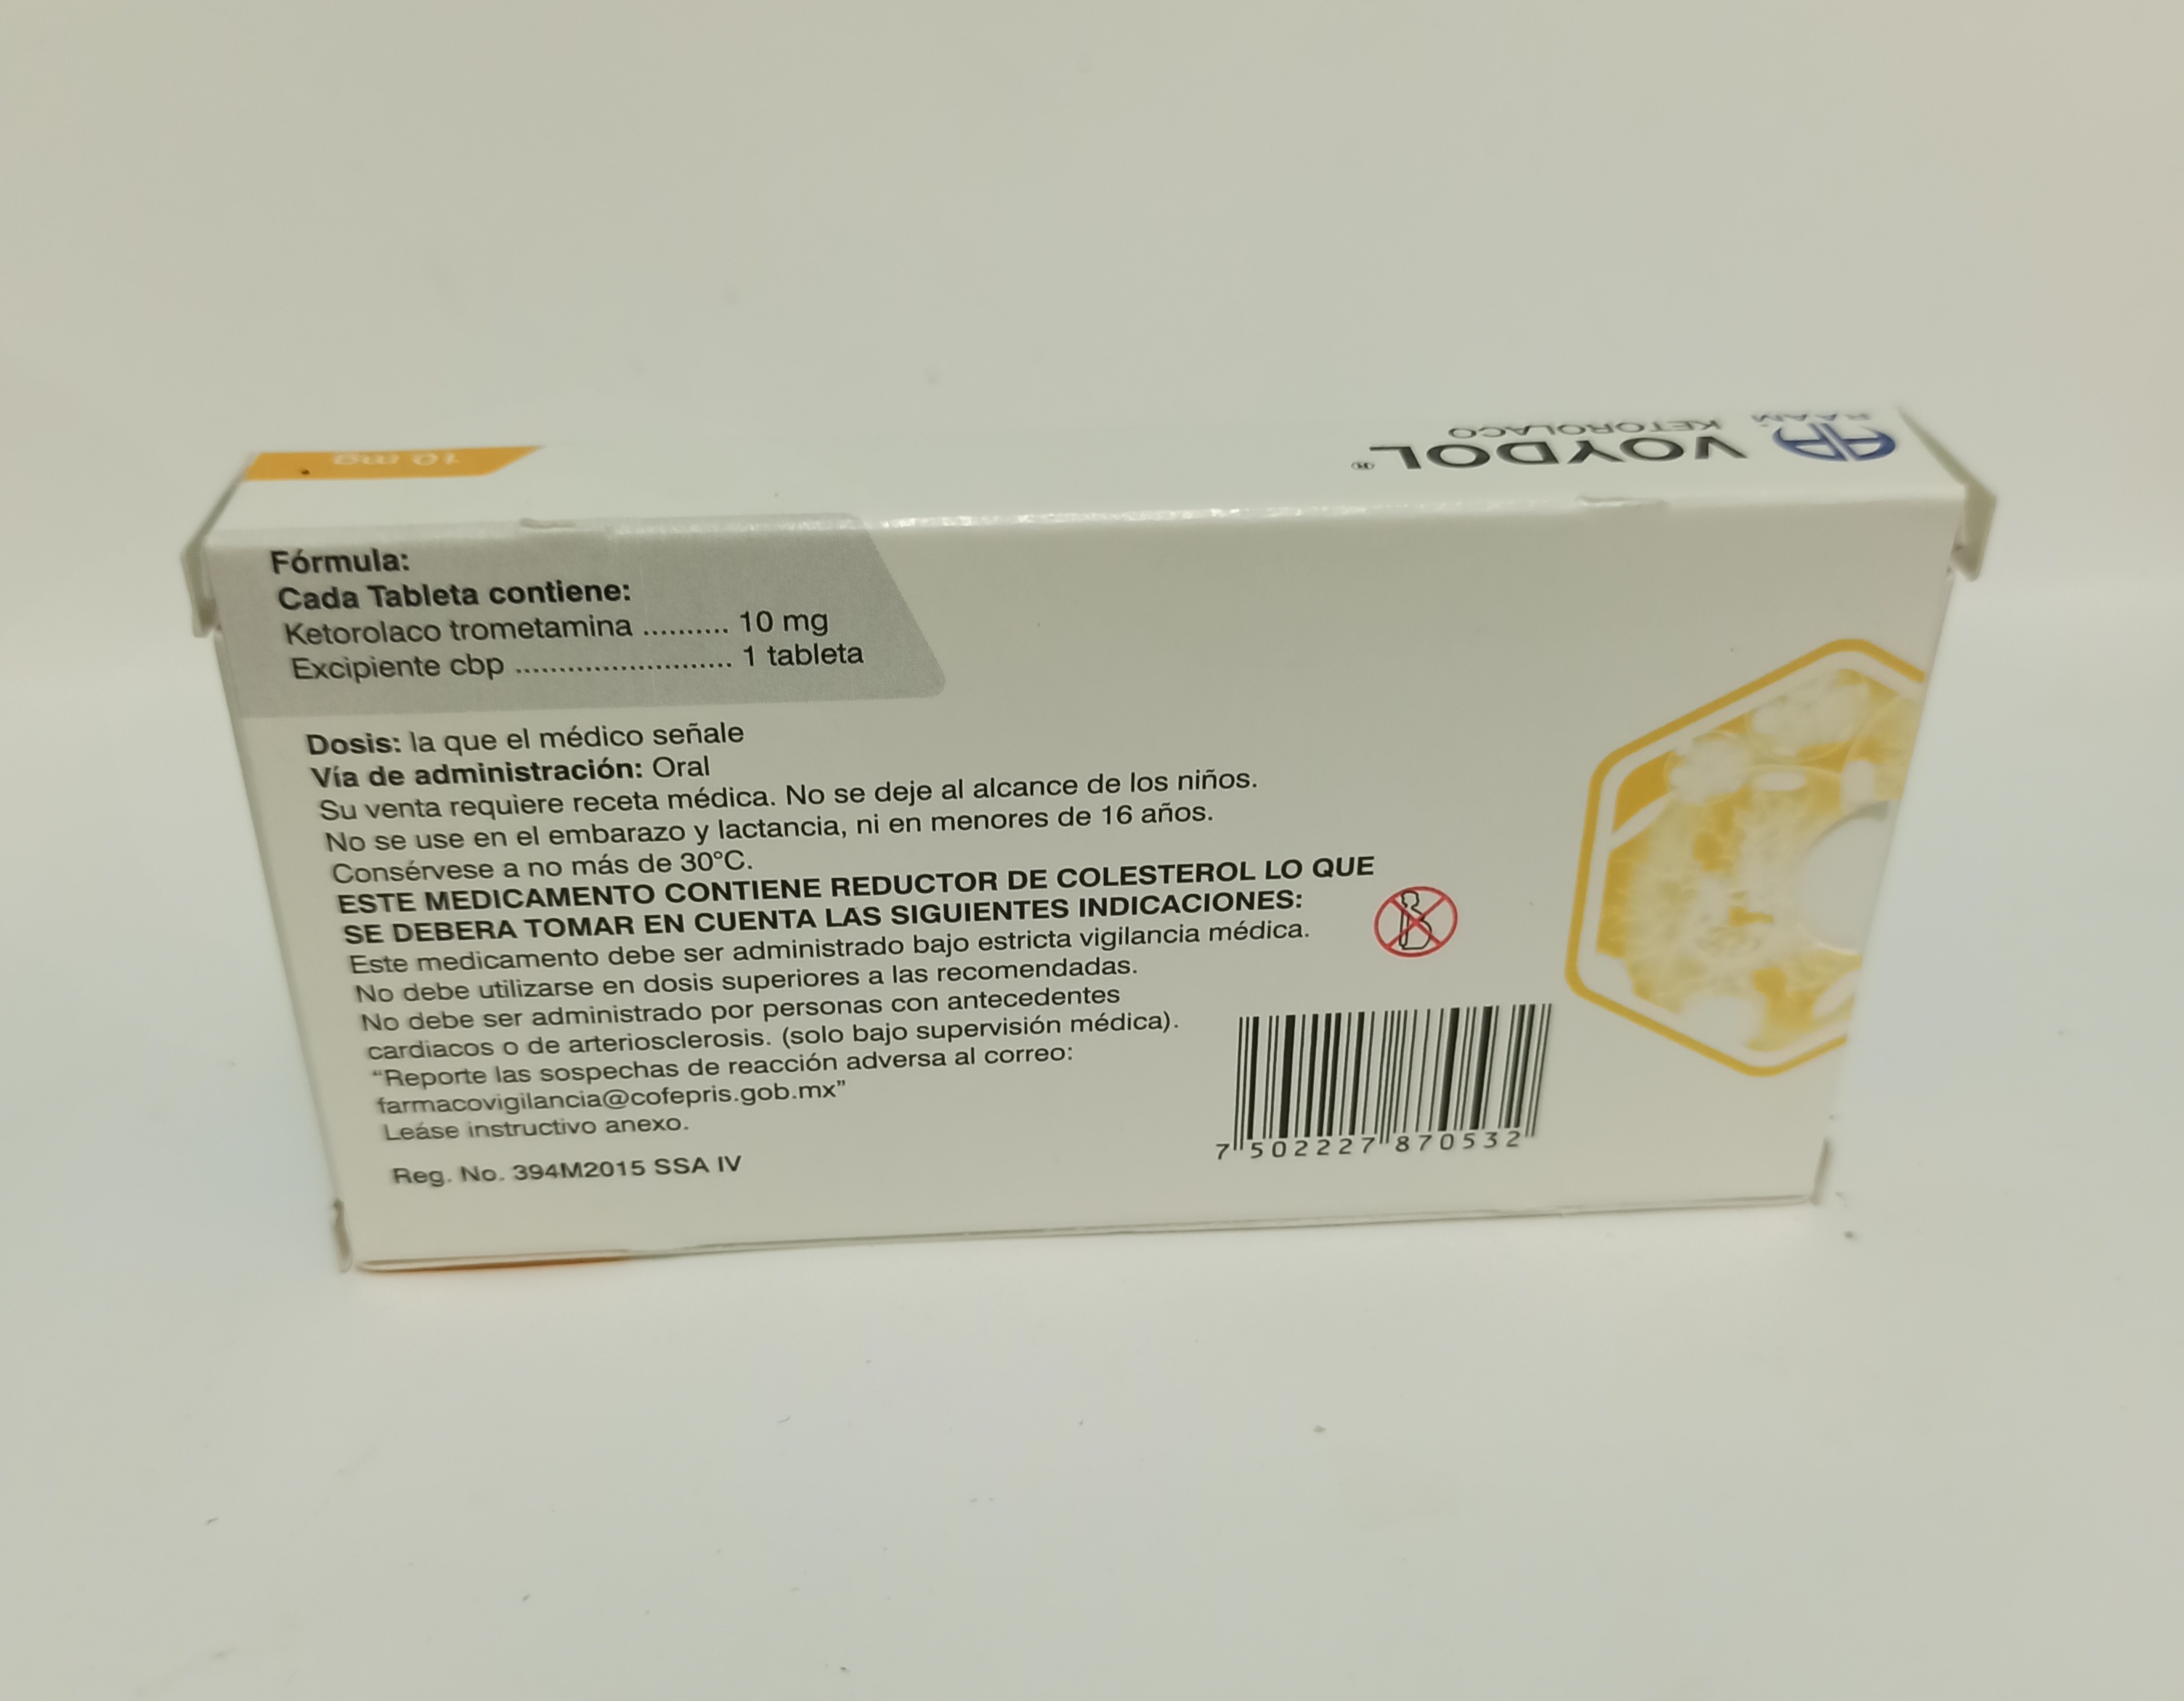 10 mg
VOYDOL®
KETOROLACO
RAAM
Fórmula:
Cada Tableta contiene:
Ketorolaco trometamina .......... 10 mg
Excipiente cbp ......................... 1 tableta
Dosis: la que el médico señale
Vía de administración: Oral
Su venta requiere receta médica. No se deje al alcance de los niños.
No se use en el embarazo y lactancia, ni en menores de 16 años.
Consérvese a no más de 30°C.
ESTE MEDICAMENTO CONTIENE REDUCTOR DE COLESTEROL LO QUE
SE DEBERA TOMAR EN CUENTA LAS SIGUIENTES INDICACIONES:
Este medicamento debe ser administrado bajo estricta vigilancia médica.
No debe utilizarse en dosis superiores a las recomendadas.
No debe ser administrado por personas con antecedentes
cardiacos o de arteriosclerosis. (solo bajo supervisión médica).
“Reporte las sospechas de reacción adversa al correo:
farmacovigilancia@cofepris.gob.mx”
Leáse instructivo anexo.
Reg. No. 394M2015 SSA IV
7 502227 870532